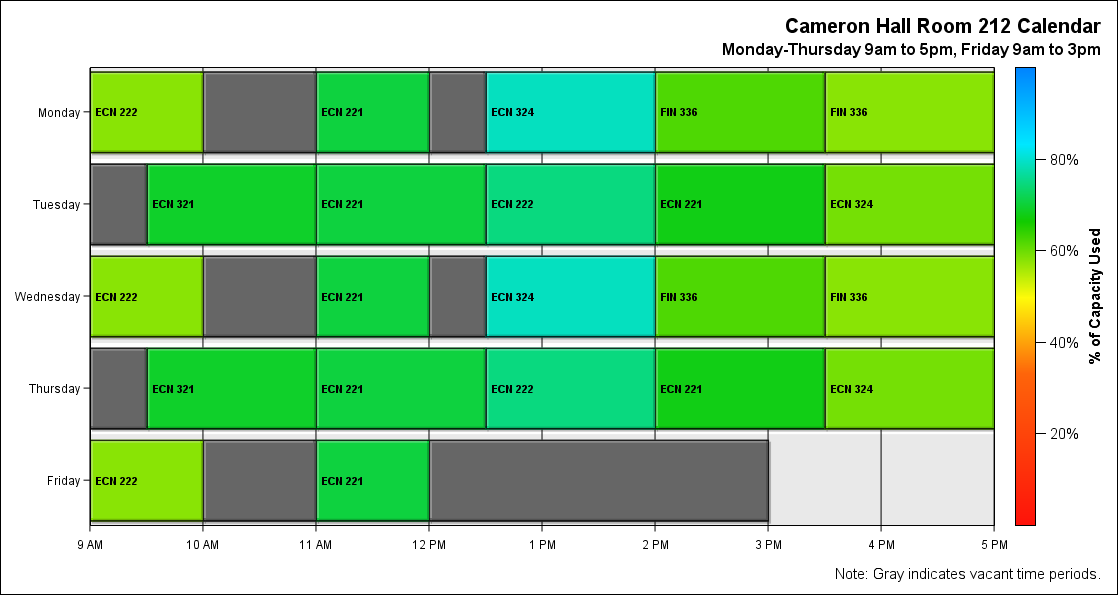 Cameron Hall Room 212 Calendar
Monday-Thursday 9am to 5pm, Friday 9am to 3pm
Monday ECN 222 ECN 221 ECN 324 FIN 336 FIN 336
Tuesday ECN 321 ECN 221 ECN 222 ECN 221 ECN 324
Wednesday ECN 222 ECN 221 ECN 324 FIN 336 FIN 336
Thursday ECN 321 ECN 221 ECN 222 ECN 221 ECN 324
Friday ECN 222 ECN 221
9 AM 10 AM 11 AM 12 PM 1 PM 2 PM 3 PM 4 PM 5 PM
80%
60%
40%
20%
% of Capacity Used
Note: Gray indicates vacant time periods.